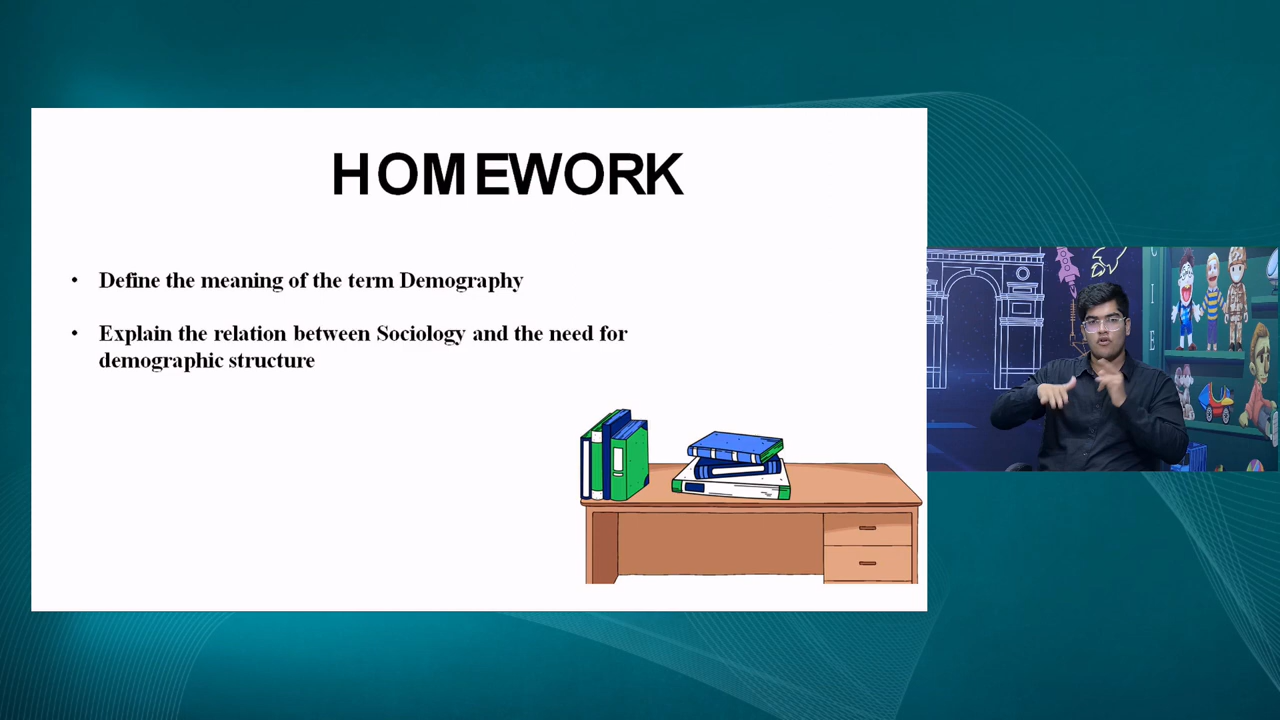 HOMEWORK
• Define the meaning of the term Demography
• Explain the relation between Sociology and the need for
demographic structure